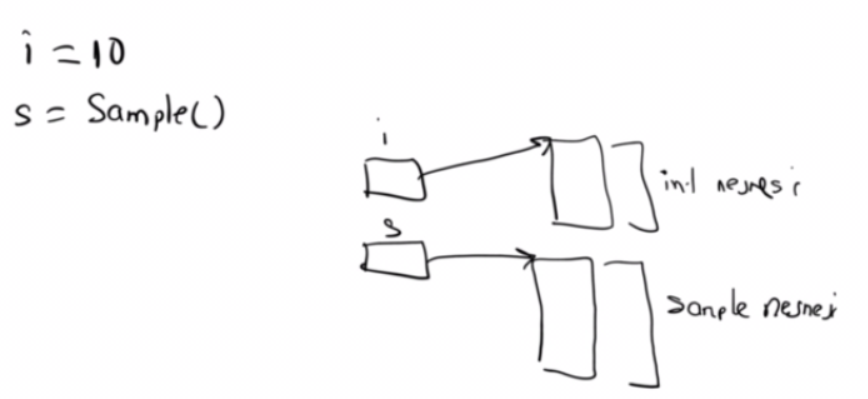 i = 10
s = Sample()
i
int nesnesi
s
Sample nesnesi